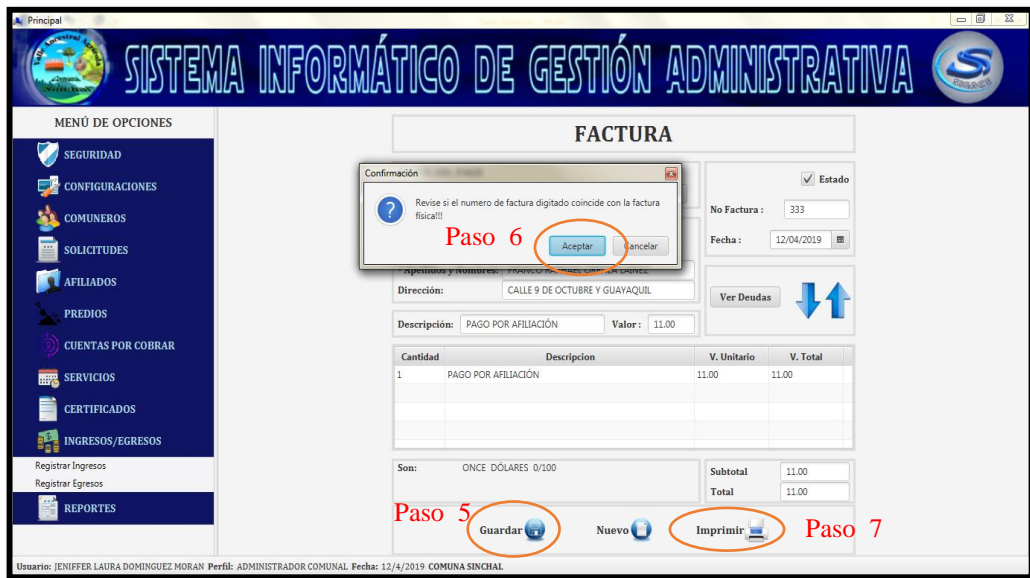 Principal
SISTEMA INFORMÁTICO DE GESTIÓN ADMINISTRATIVA
MENÚ DE OPCIONES
SEGURIDAD
CONFIGURACIONES
COMUNEROS
SOLICITUDES
AFILIADOS
PREDIOS
CUENTAS POR COBRAR
SERVICIOS
CERTIFICADOS
INGRESOS/EGRESOS
Registrar Ingresos
Registrar Egresos
REPORTES
FACTURA
Confirmación
Revise si el numero de factura digitado coincide con la factura
física!!!
Paso 6
Aceptar Cancelar
Estado
No Factura : 333
Fecha : 12/04/2019
* Apellidos y Nombres: FRANCO
Dirección: CALLE 9 DE OCTUBRE Y GUAYAQUIL
Ver Deudas
Descripción: PAGO POR AFILIACIÓN Valor : 11.00
Cantidad Descripcion V. Unitario V. Total
1 PAGO POR AFILIACIÓN 11.00 11.00
Son: ONCE DÓLARES 0/100
Subtotal 11.00
Total 11.00
Paso 5
Guardar Nuevo Imprimir
Paso 7
Usuario: JENIFFER LAURA DOMINGUEZ MORAN Perfil: ADMINISTRADOR COMUNAL Fecha: 12/4/2019 COMUNA SINCHAL